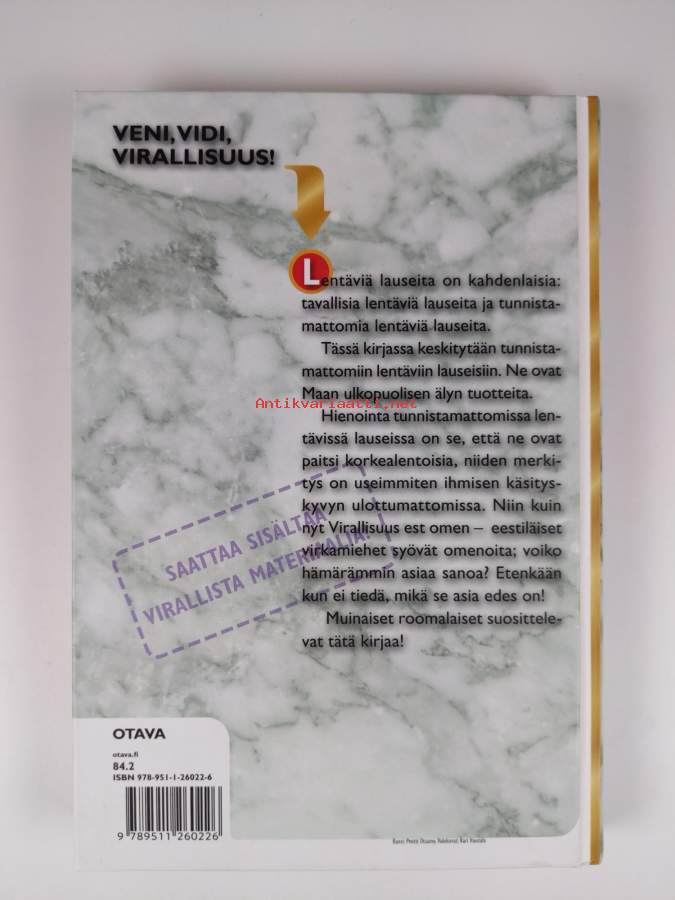 VENI, VIDI,
VIRALLISUUS!
Lentäviä lauseita on kahdenlaisia:
tavallisia lentäviä lauseita ja tunnista-
mattomia lentäviä lauseita.
Tässä kirjassa keskitytään tunnista-
mattomiin lentäviin lauseisiin. Ne ovat
Maan ulkopuolisen älyn tuotteita.
Antikvariaatti.net
Hienointa tunnistamattomissa len-
tävissä lauseissa on se, että ne ovat
paitsi korkealentoisia, niiden merki-
tys on useimmiten ihmisen käsitys-
kyvyn ulottumattomissa. Niin kuin
nyt Virallisuus est omen – eestiläiset
virkamiehet syövät omenoita; voiko
hämärämmin asiaa sanoa? Etenkään
kun ei tiedä, mikä se asia edes on!
Muinaiset roomalaiset suosittele-
vat tätä kirjaa!
SAATTAA SISÄLTÄÄ
VIRALLISTA MATERIAALIA!
OTAVA
otava.fi
84.2
ISBN 978-951-1-26022-6
9 789511 260226